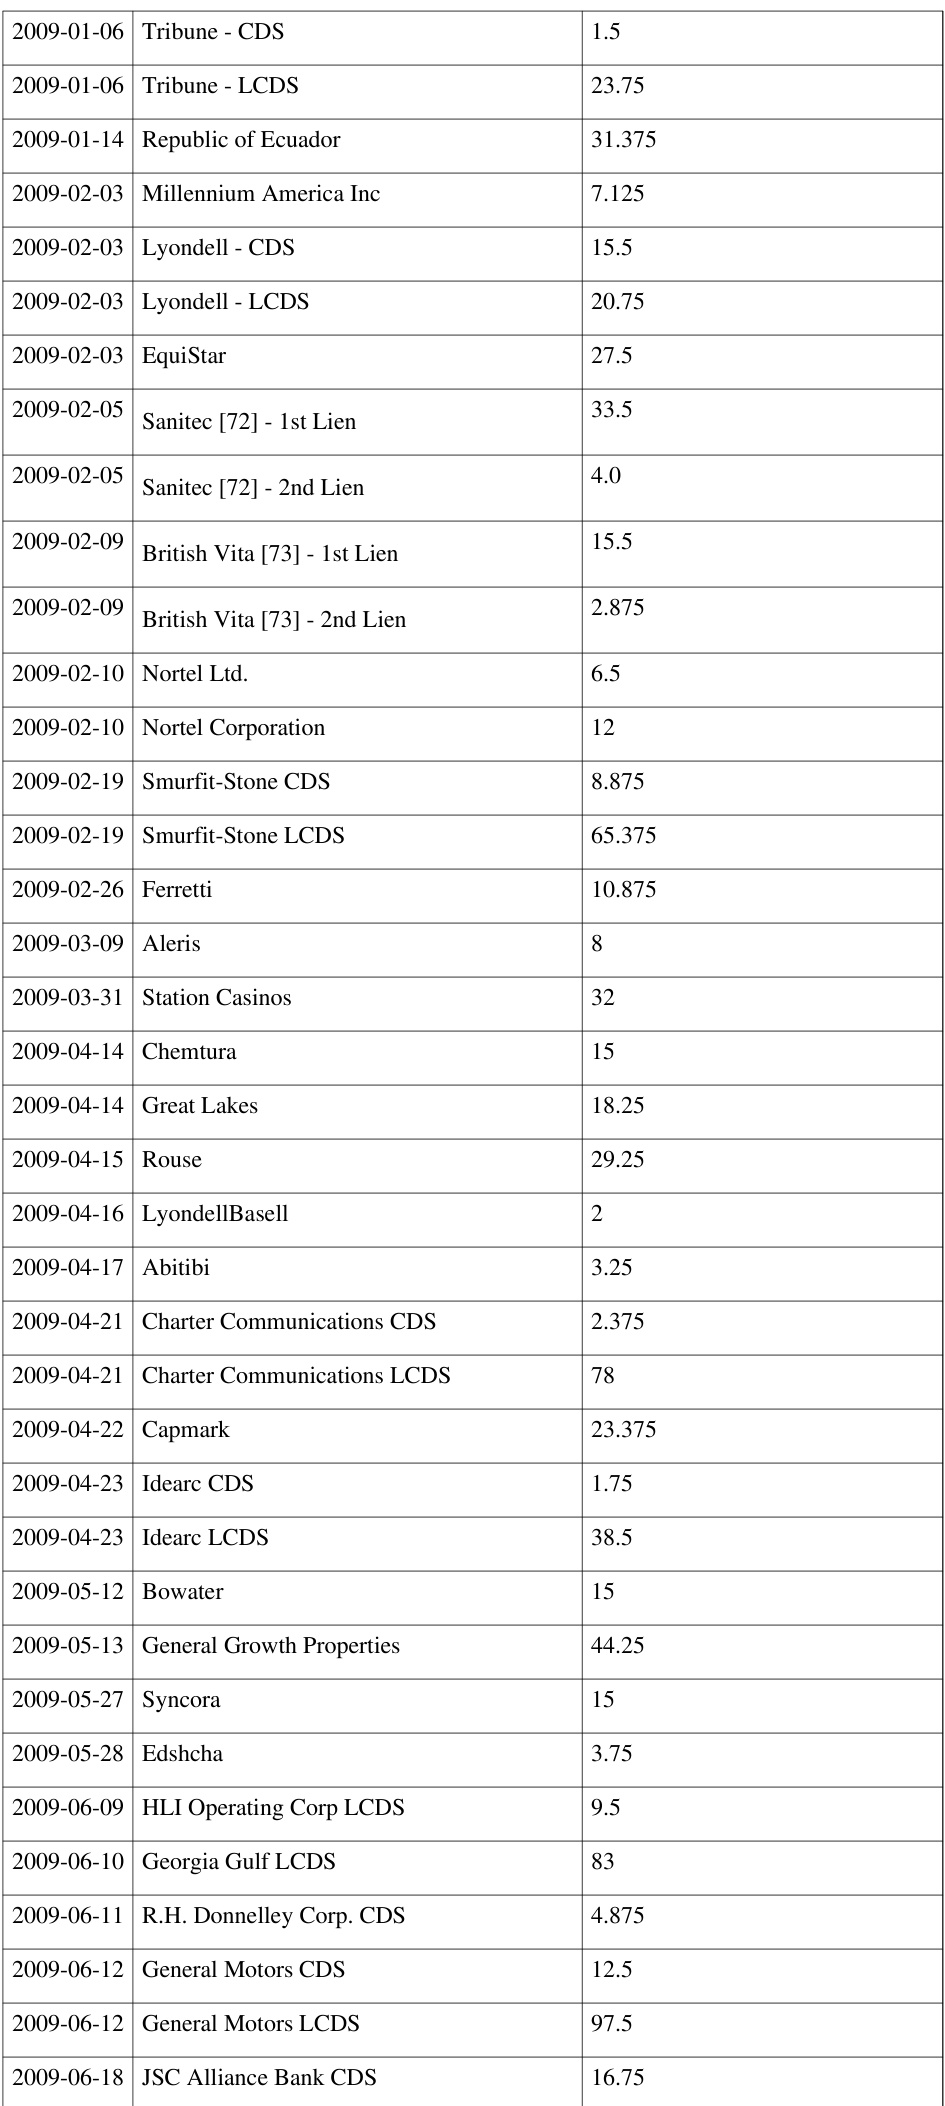 2009-01-06 Tribune - CDS 1.5
2009-01-06 Tribune - LCDS 23.75
2009-01-14 Republic of Ecuador 31.375
2009-02-03 Millennium America Inc 7.125
2009-02-03 Lyondell - CDS 15.5
2009-02-03 Lyondell - LCDS 20.75
2009-02-03 EquiStar 27.5
2009-02-05 Sanitec [72] - 1st Lien 33.5
2009-02-05 Sanitec [72] - 2nd Lien 4.0
2009-02-09 British Vita [73] - 1st Lien 15.5
2009-02-09 British Vita [73] - 2nd Lien 2.875
2009-02-10 Nortel Ltd. 6.5
2009-02-10 Nortel Corporation 12
2009-02-19 Smurfit-Stone CDS 8.875
2009-02-19 Smurfit-Stone LCDS 65.375
2009-02-26 Ferretti 10.875
2009-03-09 Aleris 8
2009-03-31 Station Casinos 32
2009-04-14 Chemtura 15
2009-04-14 Great Lakes 18.25
2009-04-15 Rouse 29.25
2009-04-16 LyondellBasell 2
2009-04-17 Abitibi 3.25
2009-04-21 Charter Communications CDS 2.375
2009-04-21 Charter Communications LCDS 78
2009-04-22 Capmark 23.375
2009-04-23 Idearc CDS 1.75
2009-04-23 Idearc LCDS 38.5
2009-05-12 Bowater 15
2009-05-13 General Growth Properties 44.25
2009-05-27 Syncora 15
2009-05-28 Edshcha 3.75
2009-06-09 HLI Operating Corp LCDS 9.5
2009-06-10 Georgia Gulf LCDS 83
2009-06-11 R.H. Donnelley Corp. CDS 4.875
2009-06-12 General Motors CDS 12.5
2009-06-12 General Motors LCDS 97.5
2009-06-18 JSC Alliance Bank CDS 16.75